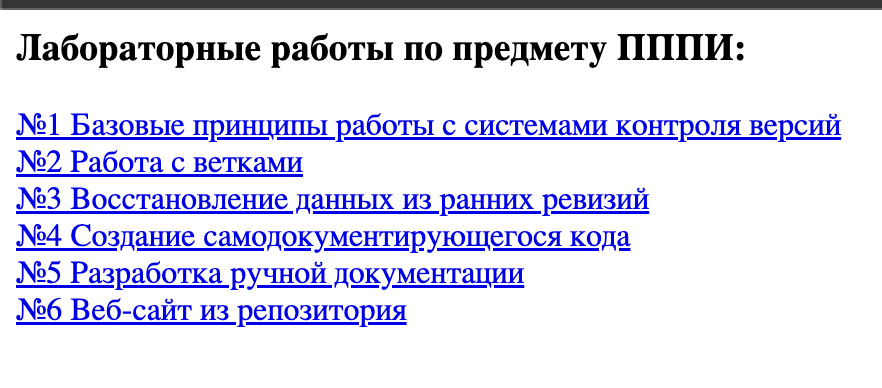 Лабораторные работы по предмету ПППИ:
№1 Базовые принципы работы с системами контроля версий
№2 Работа с ветками
№3 Восстановление данных из ранних ревизий
№4 Создание самодокументирующегося кода
№5 Разработка ручной документации
№6 Веб-сайт из репозитория